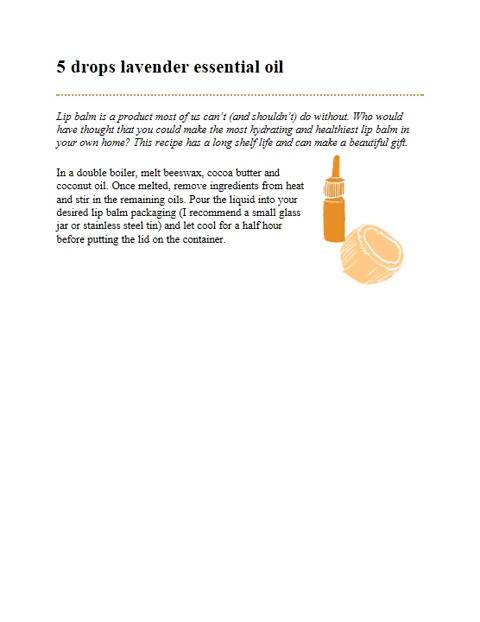 5 drops lavender essential oil
Lip balm is a product most of us can't (and shouldn't) do without. Who would
have thought that you could make the most hydrating and healthiest lip balm in
your own home? This recipe has a long shelf life and can make a beautiful gift.
In a double boiler, melt beeswax, cocoa butter and
coconut oil. Once melted, remove ingredients from heat
and stir in the remaining oils. Pour the liquid into your
desired lip balm packaging (I recommend a small glass
jar or stainless steel tin) and let cool for a half hour
before putting the lid on the container.